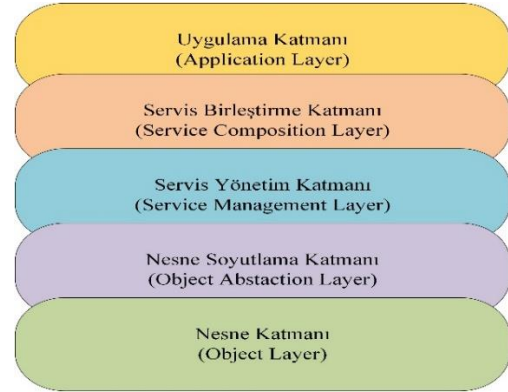 Uygulama Katmanı
(Application Layer)
Servis Birleştirme Katmanı
(Service Composition Layer)
Servis Yönetim Katmanı
(Service Management Layer)
Nesne Soyutlama Katmanı
(Object Abstaction Layer)
Nesne Katmanı
(Object Layer)